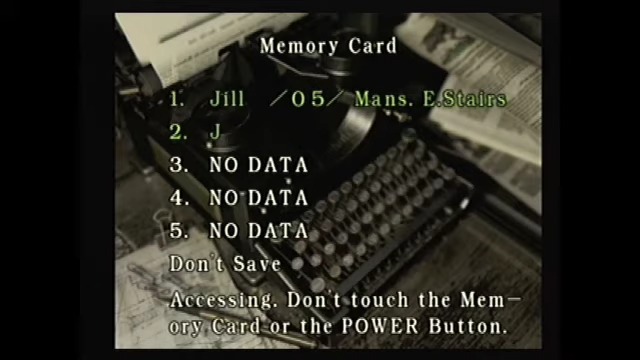 Memory Card
1. Jill /05/ Mans. E.Stairs
2. J
3. NO DATA
4. NO DATA
5. NO DATA
Don't Save
Accessing. Don't touch the Mem-
ory Card or the POWER Button.